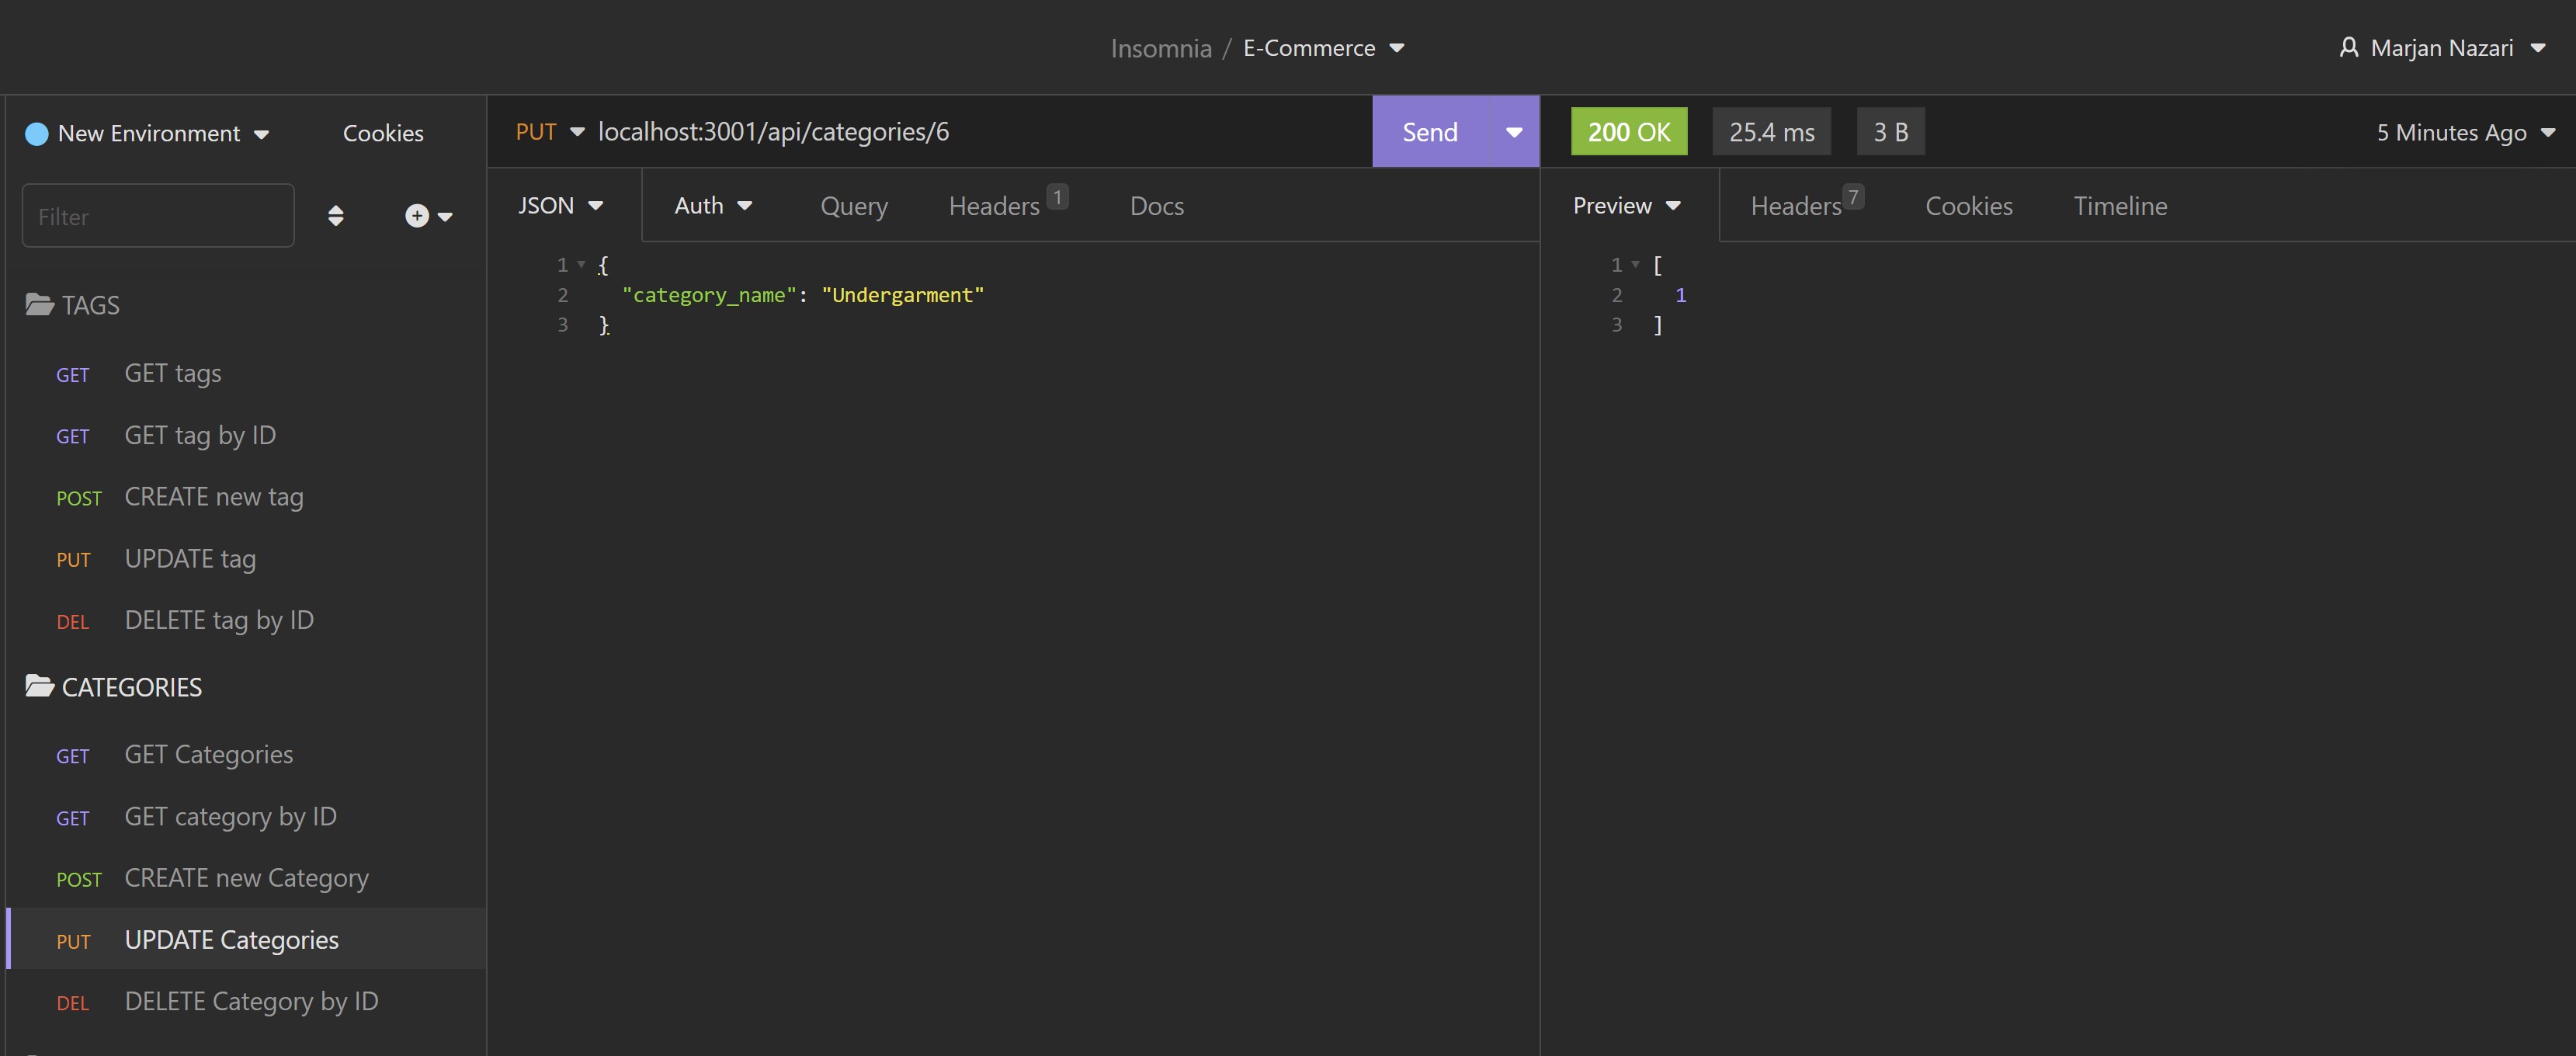 Insomnia / E-Commerce
Marjan Nazari
New Environment
Cookies
Filter
TAGS
GET GET tags
GET GET tag by ID
POST CREATE new tag
PUT UPDATE tag
DEL DELETE tag by ID
CATEGORIES
GET GET Categories
GET GET category by ID
POST CREATE new Category
PUT UPDATE Categories
DEL DELETE Category by ID
PUT localhost:3001/api/categories/6 Send
JSON Auth Query Headers 1 Docs
1 {
2 "category_name": "Undergarment"
3 }
200 OK 25.4 ms 3 B 5 Minutes Ago
Preview Headers 7 Cookies Timeline
1 [
2 1
3 ]